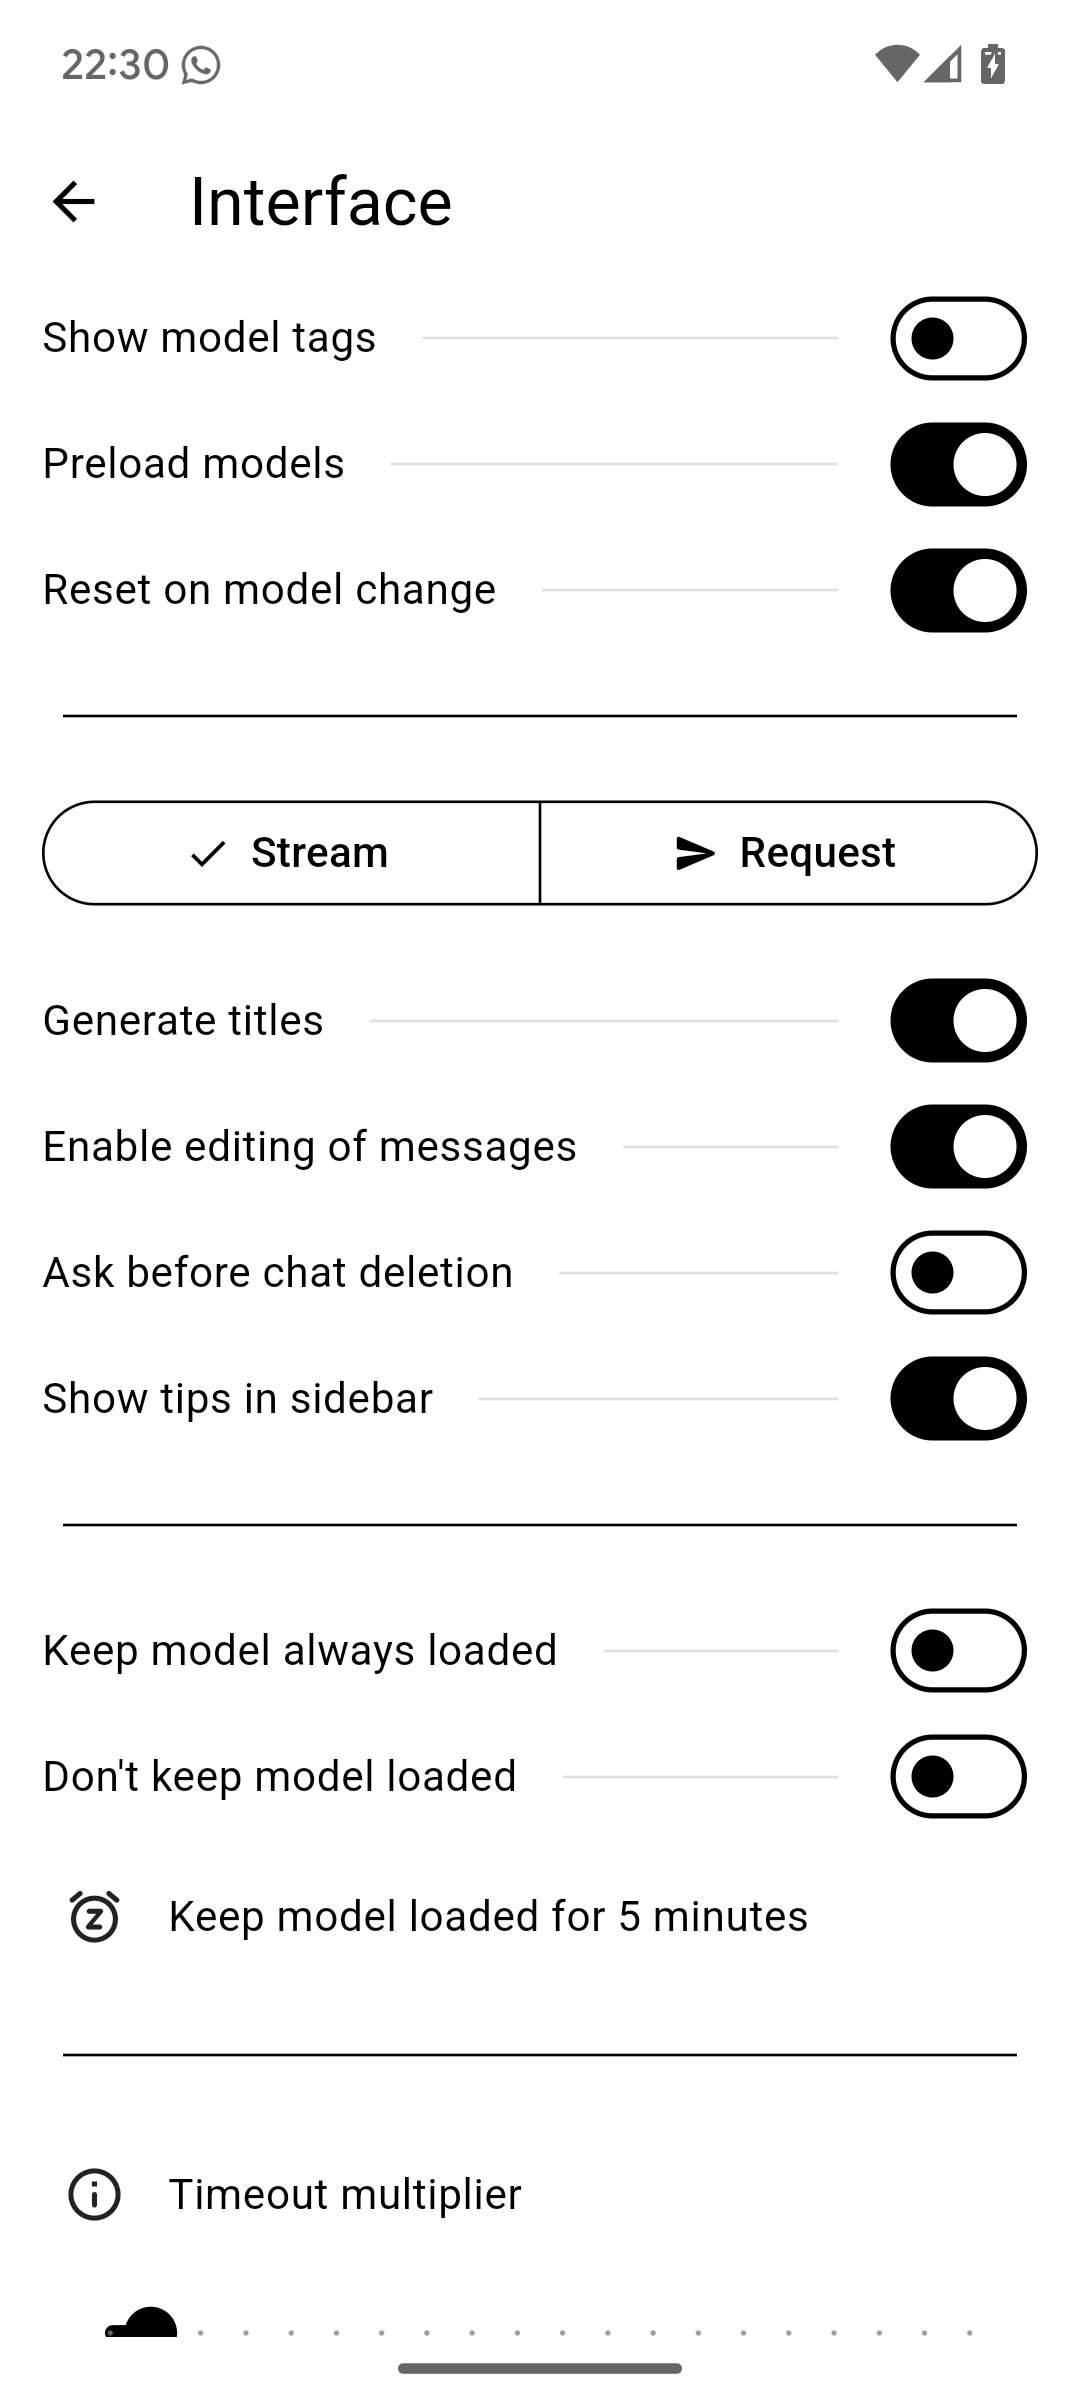 22:30
Interface
Show model tags
Preload models
Reset on model change
Stream
Request
Generate titles
Enable editing of messages
Ask before chat deletion
Show tips in sidebar
Keep model always loaded
Don't keep model loaded
Keep model loaded for 5 minutes
Timeout multiplier